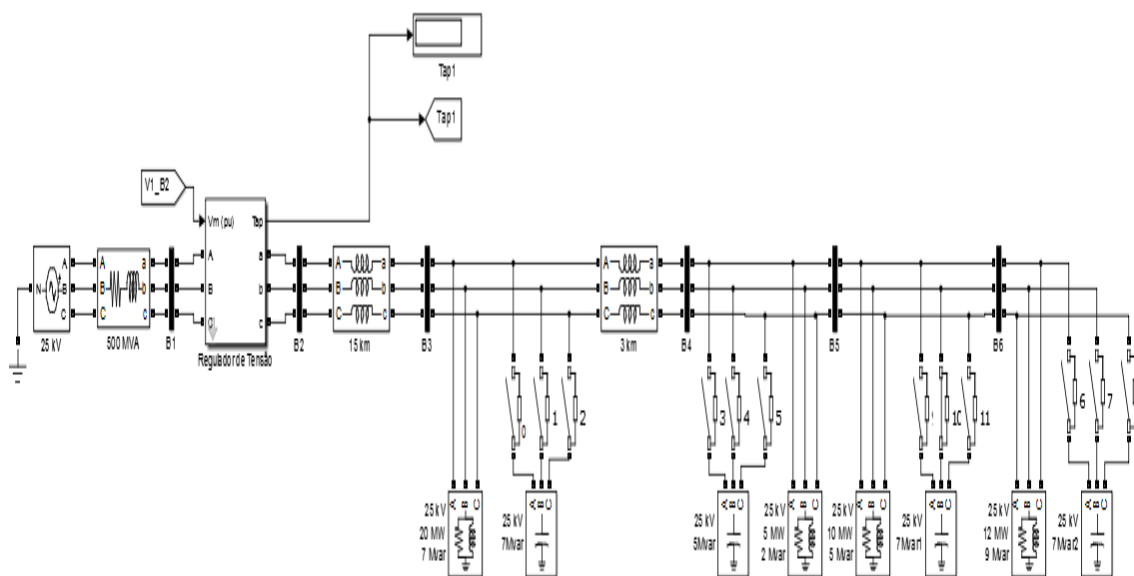 Tap1
Tap1
V1_B2
Vm (pu) Tap
A a
B b
C c
N A
B
C
A a
B b
C c
A a
B b
C c
A a
B b
C c
25 kV
500 MVA
B1
Regulador de Tensão
B2
15 km
B3
3 km
B4
B5
B6
0
1
2
3
4
5
10
11
6
7
A B C
25 kV
20 MW
7 Mvar
A B C
25 kV
7Mvar
A B C
25 kV
5Mvar
A B C
25 kV
5 MW
2 Mvar
A B C
25 kV
10 MW
5 Mvar
A B C
25 kV
7Mvar1
A B C
25 kV
12 MW
9 Mvar
A B C
25 kV
7Mvar2